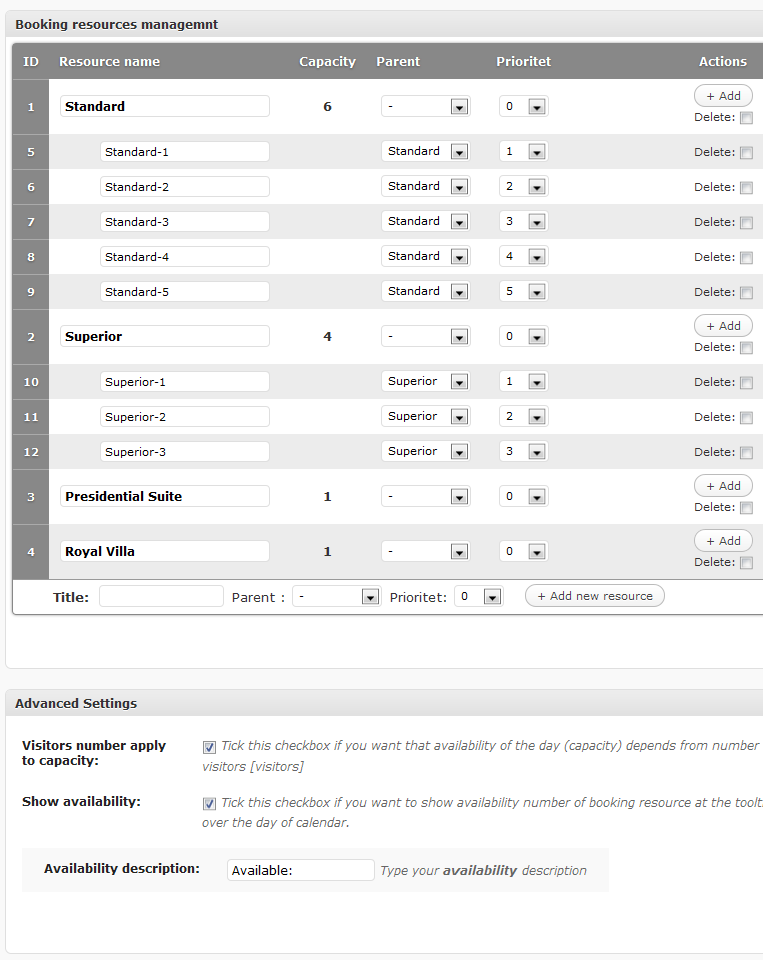 Booking resources managemnt
ID Resource name Capacity Parent Prioritet Actions
1 Standard 6 - 0 + Add
Delete:
5 Standard-1 Standard 1 Delete:
6 Standard-2 Standard 2 Delete:
7 Standard-3 Standard 3 Delete:
8 Standard-4 Standard 4 Delete:
9 Standard-5 Standard 5 Delete:
2 Superior 4 - 0 + Add
Delete:
10 Superior-1 Superior 1 Delete:
11 Superior-2 Superior 2 Delete:
12 Superior-3 Superior 3 Delete:
3 Presidential Suite 1 - 0 + Add
Delete:
4 Royal Villa 1 - 0 + Add
Delete:
Title: Parent : - Prioritet: 0 + Add new resource
Advanced Settings
Visitors number apply to capacity:
Tick this checkbox if you want that availability of the day (capacity) depends from number
visitors [visitors]
Show availability:
Tick this checkbox if you want to show availability number of booking resource at the toolt
over the day of calendar.
Availability description: Available: Type your availability description